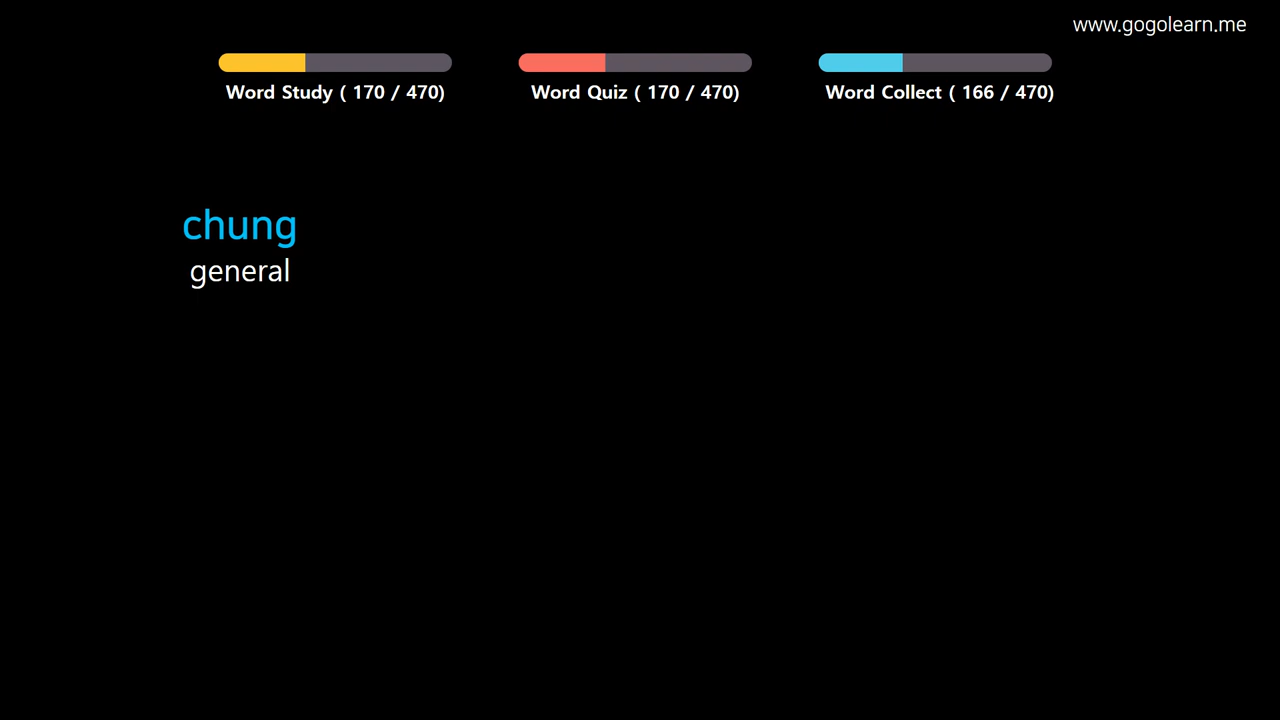 www.gogolearn.me
Word Study ( 170 / 470)
Word Quiz ( 170 / 470)
Word Collect ( 166 / 470)
chung
general